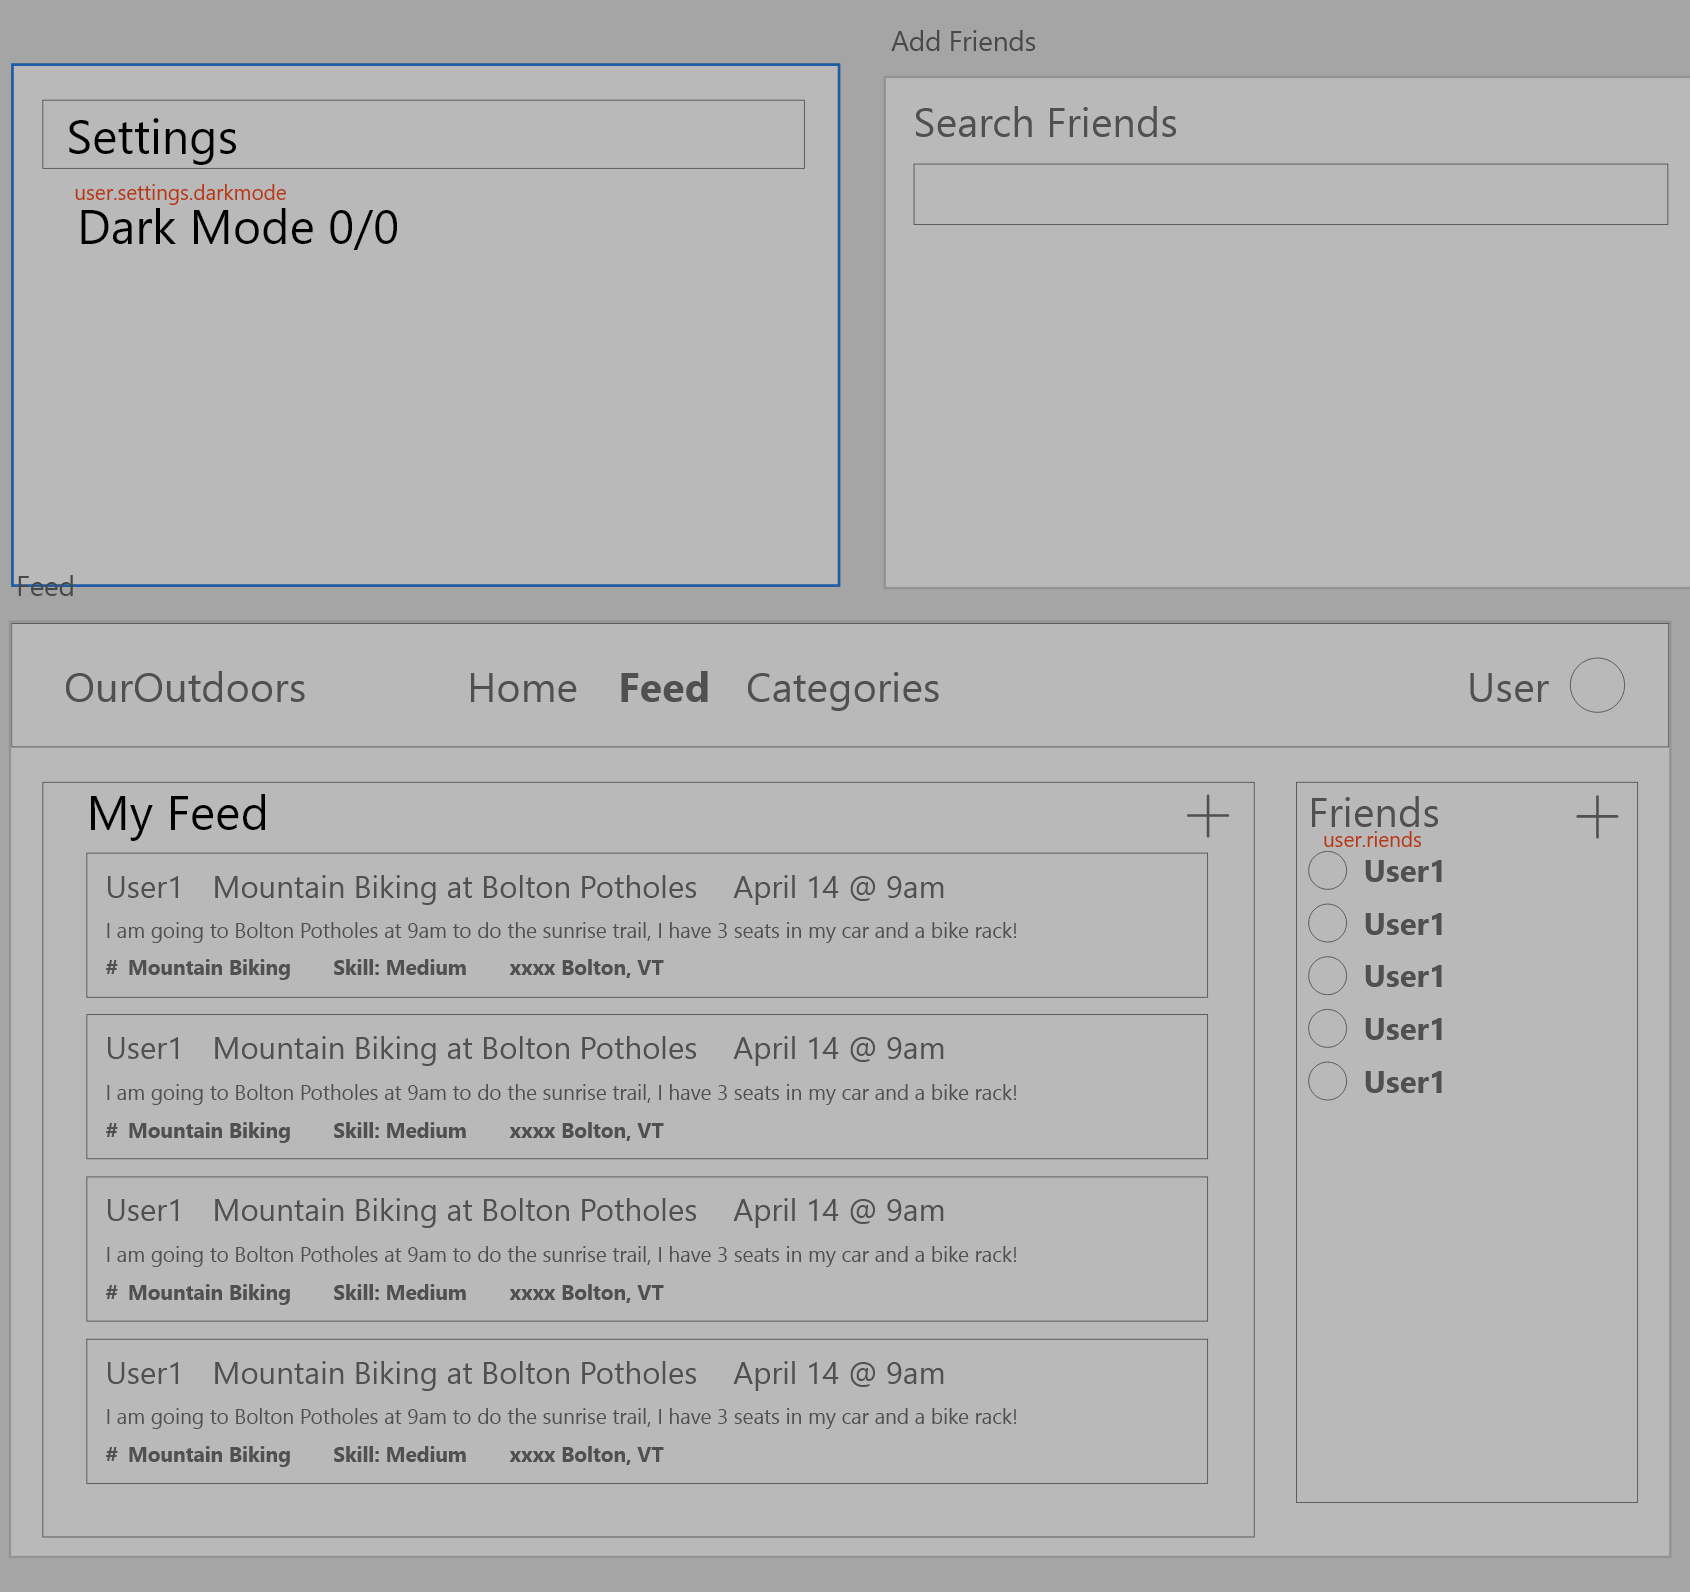 Add Friends
Settings
user.settings.darkmode
Dark Mode 0/0
Search Friends
Feed
OurOutdoors Home Feed Categories User
My Feed
User1 Mountain Biking at Bolton Potholes April 14 @ 9am
I am going to Bolton Potholes at 9am to do the sunrise trail, I have 3 seats in my car and a bike rack!
# Mountain Biking Skill: Medium xxxx Bolton, VT
User1 Mountain Biking at Bolton Potholes April 14 @ 9am
I am going to Bolton Potholes at 9am to do the sunrise trail, I have 3 seats in my car and a bike rack!
# Mountain Biking Skill: Medium xxxx Bolton, VT
User1 Mountain Biking at Bolton Potholes April 14 @ 9am
I am going to Bolton Potholes at 9am to do the sunrise trail, I have 3 seats in my car and a bike rack!
# Mountain Biking Skill: Medium xxxx Bolton, VT
User1 Mountain Biking at Bolton Potholes April 14 @ 9am
I am going to Bolton Potholes at 9am to do the sunrise trail, I have 3 seats in my car and a bike rack!
# Mountain Biking Skill: Medium xxxx Bolton, VT
Friends
user.riends
User1
User1
User1
User1
User1